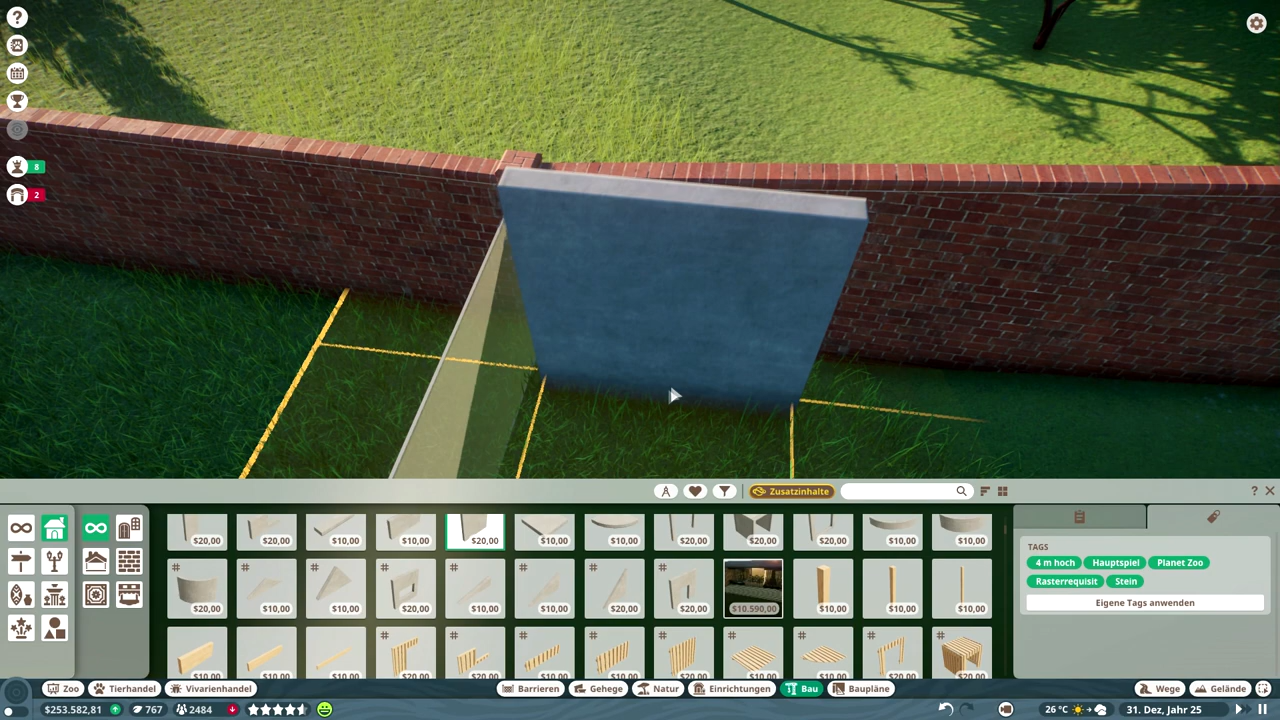 ?
8
2
Zusatzinhalte
? ×
$20,00 $20,00 $10,00 $10,00 $20,00 $10,00 $10,00 $20,00 $20,00 $20,00 $10,00 $10,00
$20,00 $10,00 $10,00 $20,00 $10,00 $10,00 $20,00 $20,00 $10.590,00 $10,00 $10,00 $10,00
TAGS
4 m hoch Hauptspiel Planet Zoo
Rasterrequisit Stein
Eigene Tags anwenden
Zoo Tierhandel Vivarienhandel Barrieren Gehege Natur Einrichtungen Bau Baupläne Wege Gelände
$253.582,81 767 2484 26 °C 31. Dez, Jahr 25